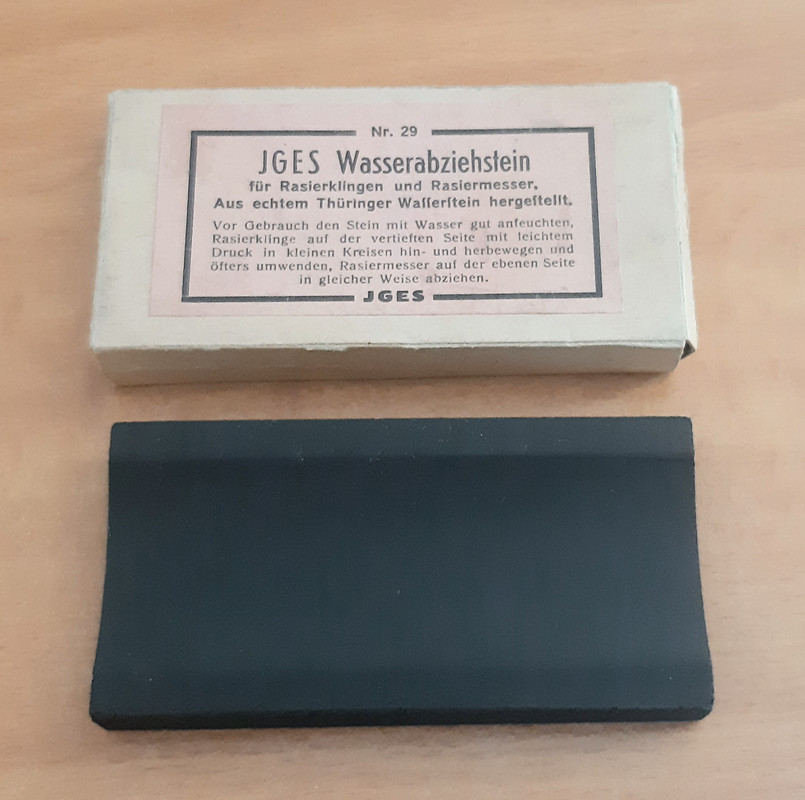 Nr. 29
JGES Wasserabziehstein
für Rasierklingen und Rasiermesser.
Aus echtem Thüringer Waſſerſtein hergeſtellt.
Vor Gebrauch den Stein mit Wasser gut anfeuchten,
Rasierklinge auf der vertieften Seite mit leichtem
Druck in kleinen Kreisen hin- und herbewegen und
öfters umwenden, Rasiermesser auf der ebenen Seite
in gleicher Weise abziehen.
JGES